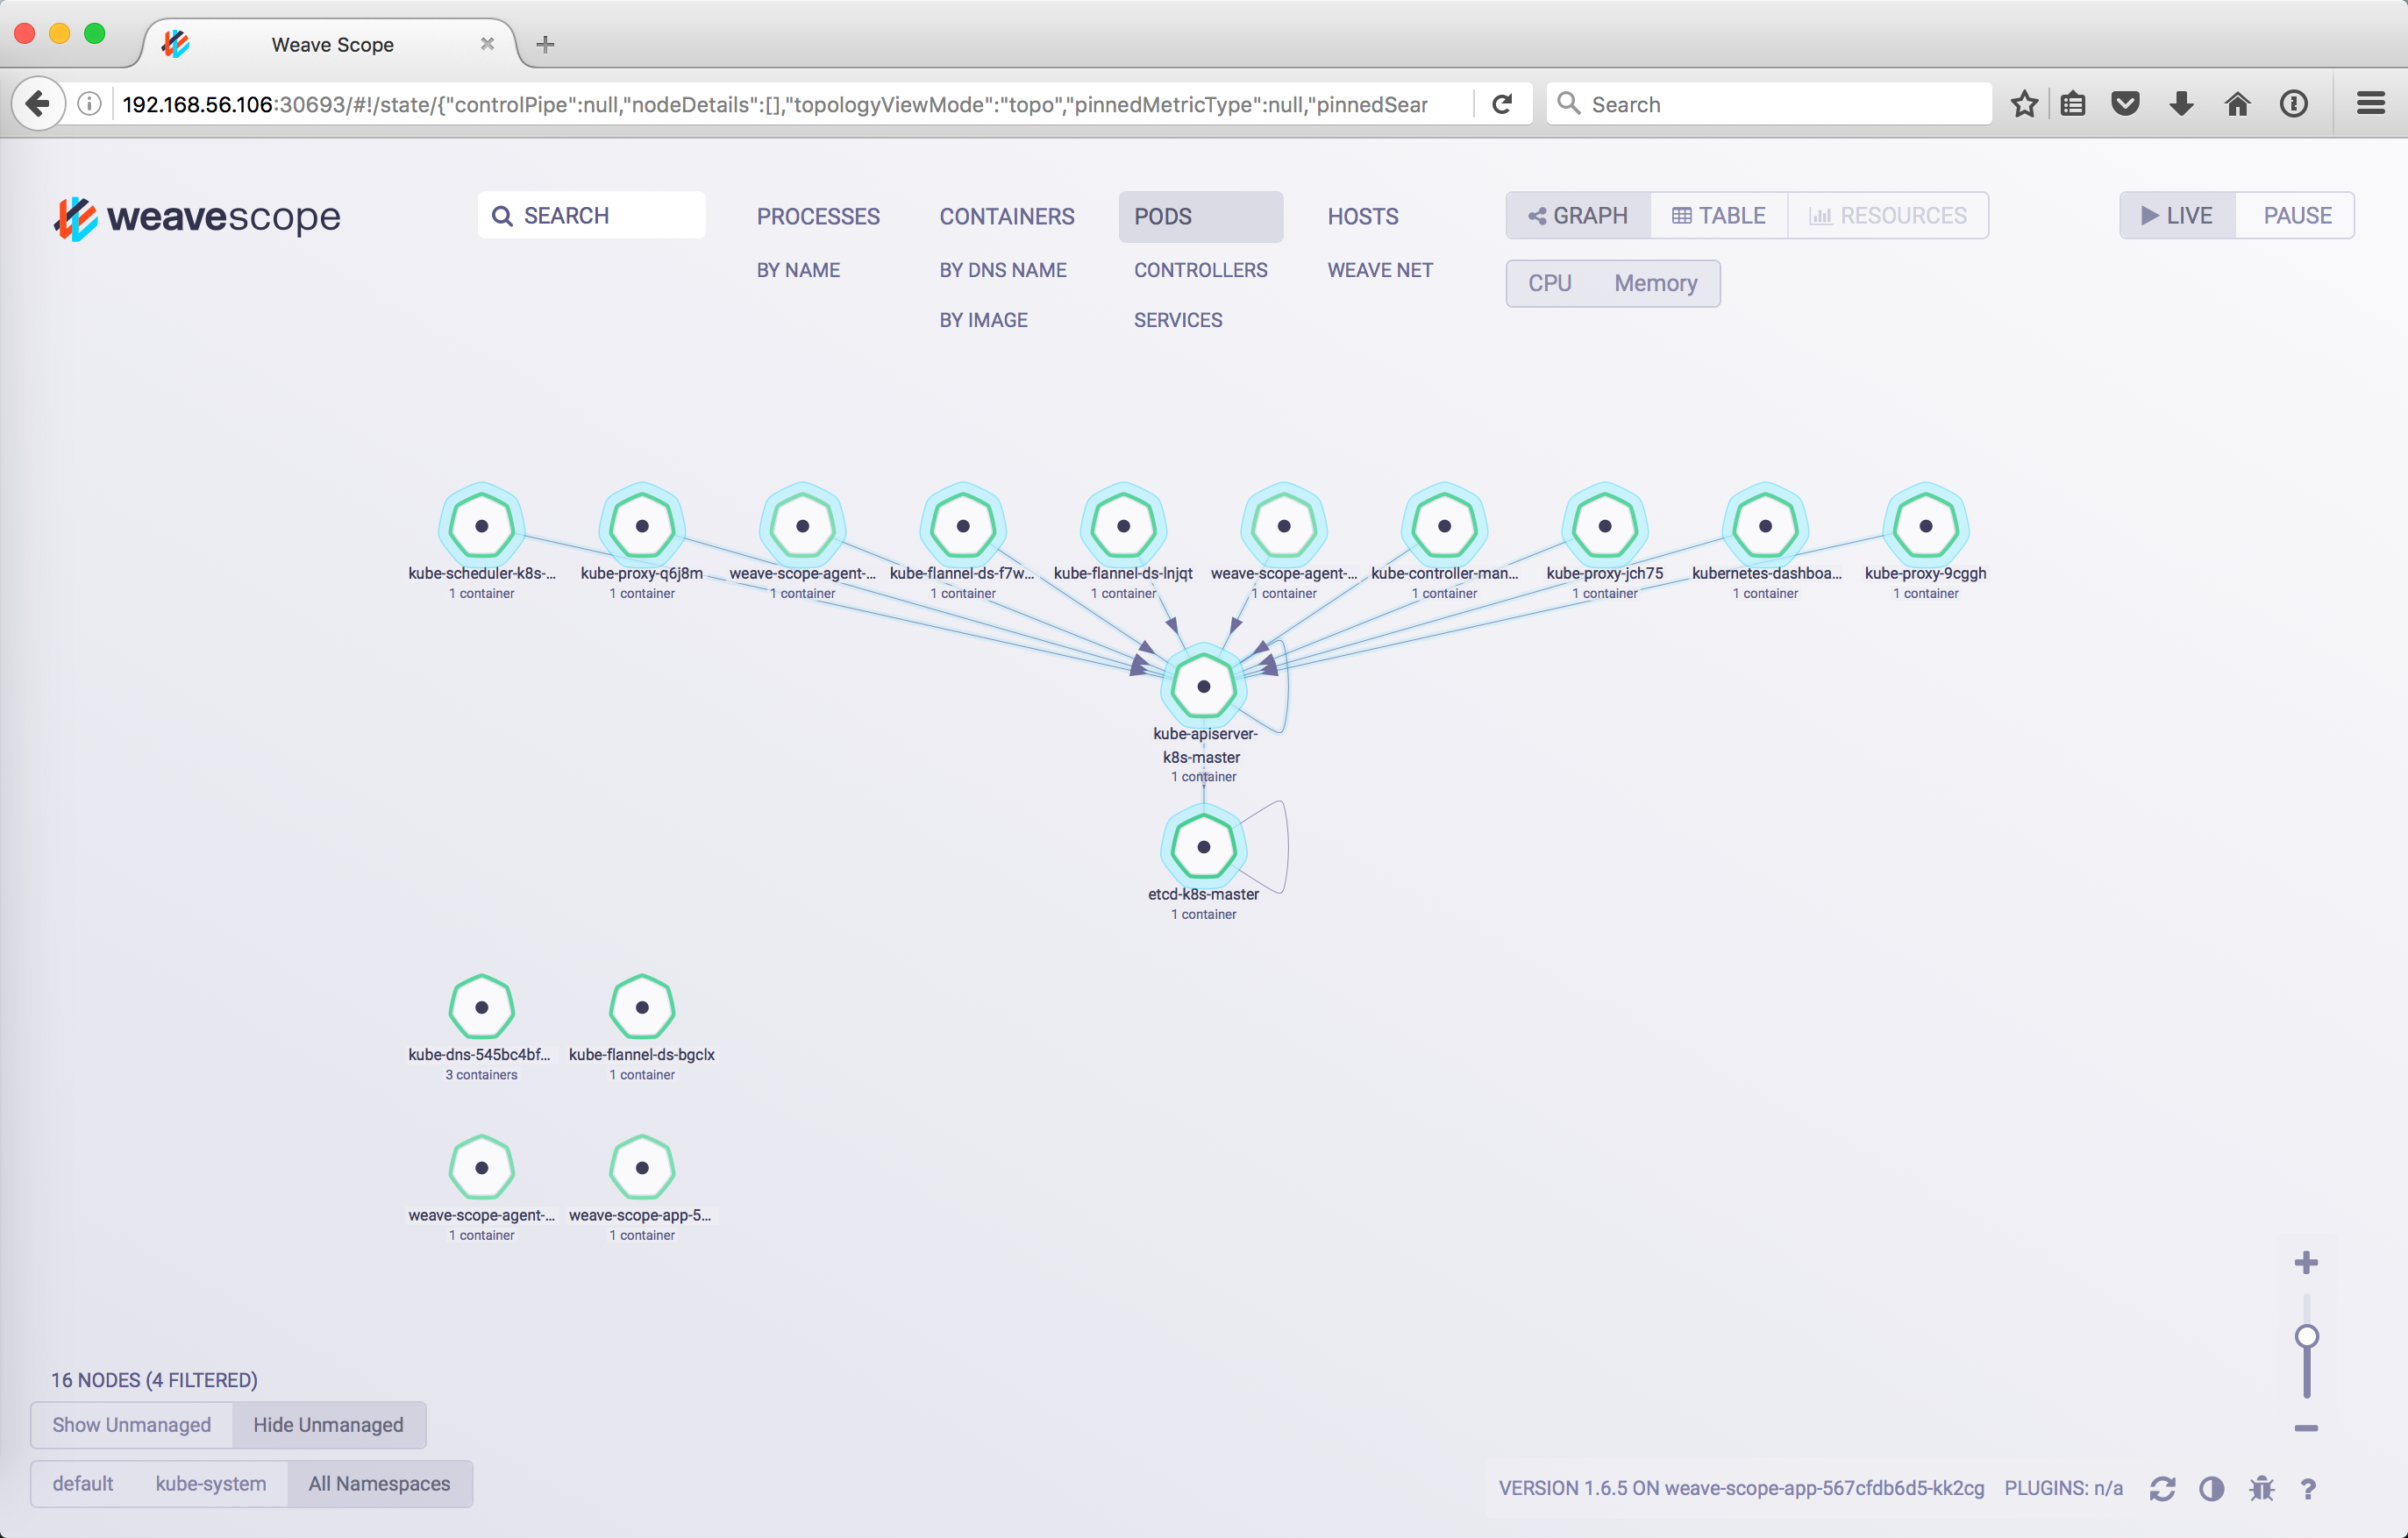 Weave Scope
192.168.56.106:30693/#!/state/{"controlPipe":null,"nodeDetails":[],"topologyViewMode":"topo","pinnedMetricType":null,"pinnedSear
Search
weavescope
SEARCH
PROCESSES
BY NAME
CONTAINERS
BY DNS NAME
BY IMAGE
PODS
CONTROLLERS
SERVICES
HOSTS
WEAVE NET
GRAPH
TABLE
RESOURCES
CPU
Memory
LIVE
PAUSE
kube-scheduler-k8s-...
1 container
kube-proxy-q6j8m
1 container
weave-scope-agent-...
1 container
kube-flannel-ds-f7w...
1 container
kube-flannel-ds-lnjqt
1 container
weave-scope-agent-...
1 container
kube-controller-man...
1 container
kube-proxy-jch75
1 container
kubernetes-dashboa...
1 container
kube-proxy-9cggh
1 container
kube-apiserver-
k8s-master
1 container
etcd-k8s-master
1 container
kube-dns-545bc4bf...
3 containers
kube-flannel-ds-bgclx
1 container
weave-scope-agent-...
1 container
weave-scope-app-5...
1 container
16 NODES (4 FILTERED)
Show Unmanaged
Hide Unmanaged
default
kube-system
All Namespaces
VERSION 1.6.5 ON weave-scope-app-567cfdb6d5-kk2cg
PLUGINS: n/a
?